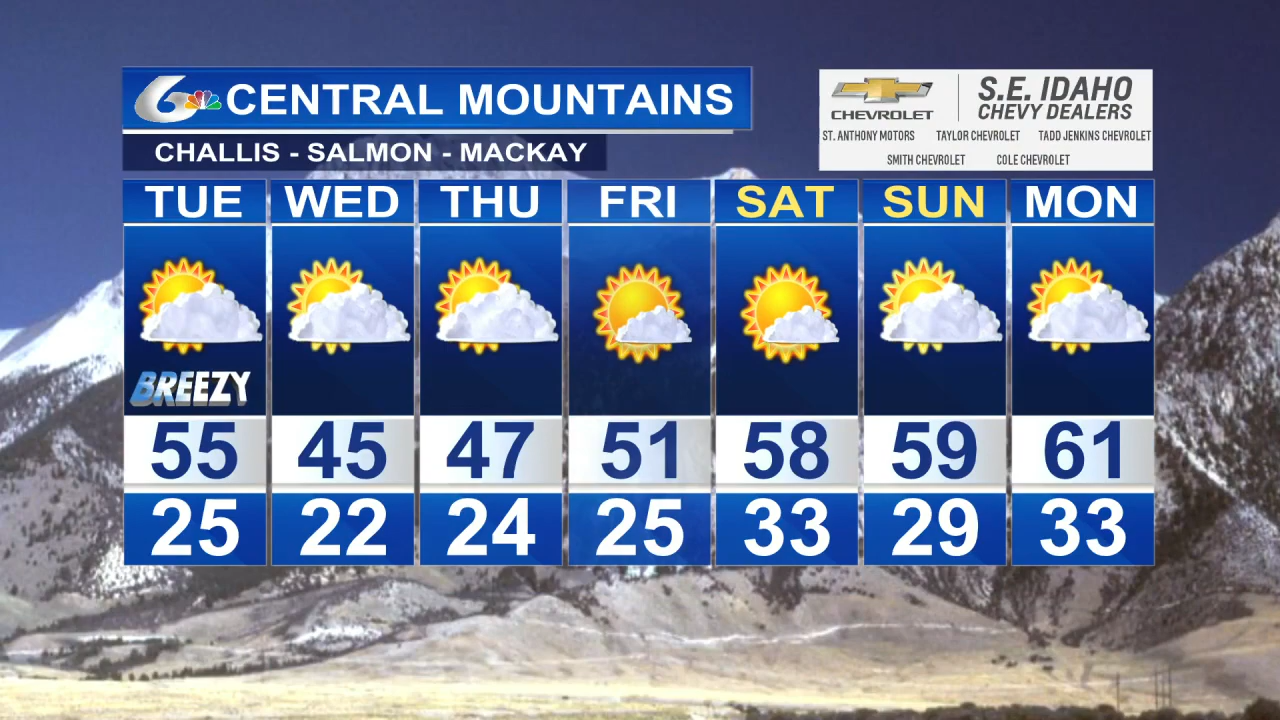 6 CENTRAL MOUNTAINS
CHALLIS - SALMON - MACKAY
CHEVROLET
S.E. IDAHO
CHEVY DEALERS
ST. ANTHONY MOTORS TAYLOR CHEVROLET TADD JENKINS CHEVROLET
SMITH CHEVROLET COLE CHEVROLET
TUE WED THU FRI SAT SUN MON
BREEZY
55 45 47 51 58 59 61
25 22 24 25 33 29 33